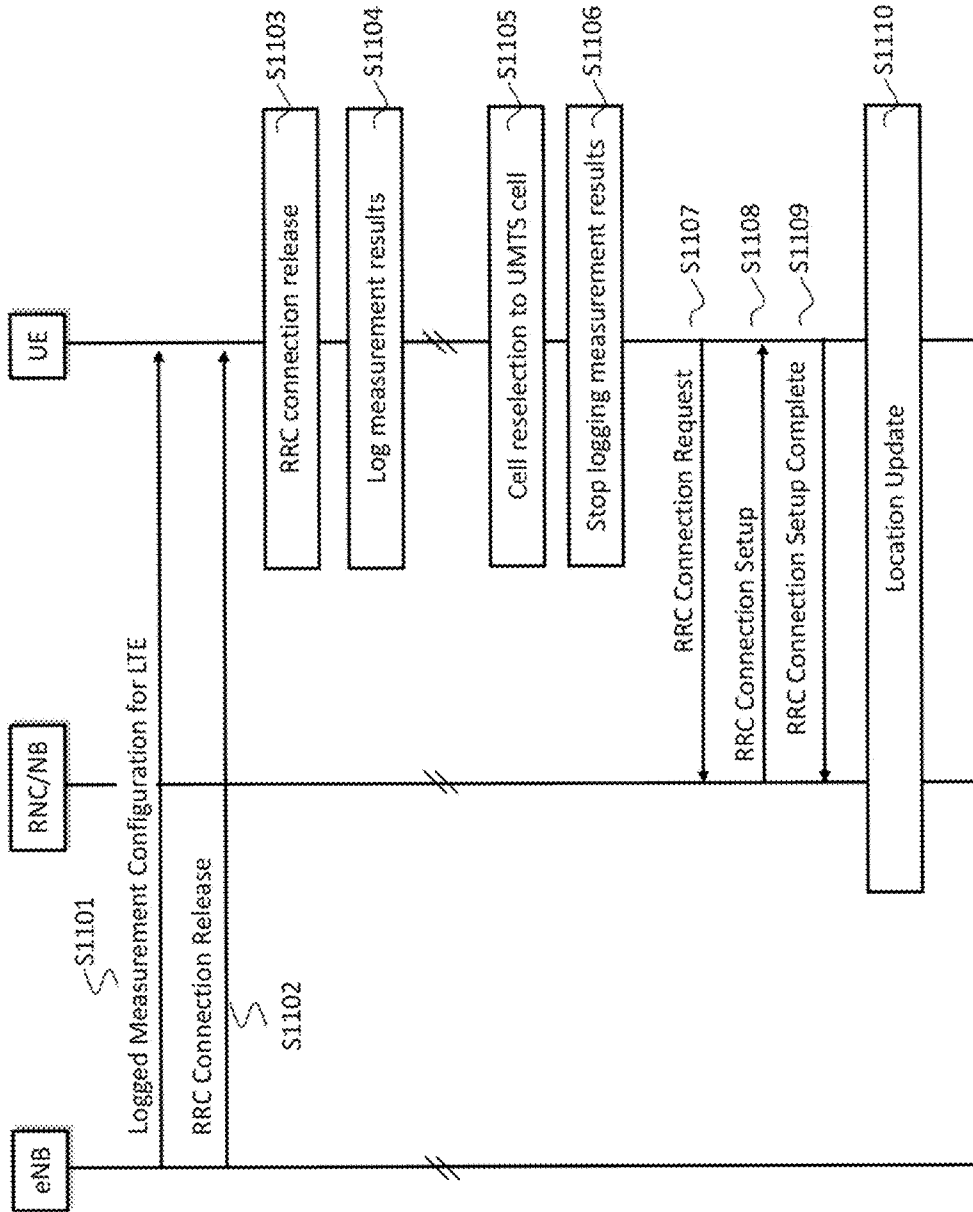 eNB
RNC/NB
UE
S1101
Logged Measurement Configuration for LTE
RRC Connection Release
S1102
RRC connection release
S1103
Log measurement results
S1104
Cell reselection to UMTS cell
S1105
Stop logging measurement results
S1106
RRC Connection Request
S1107
RRC Connection Setup
S1108
RRC Connection Setup Complete
S1109
Location Update
S1110